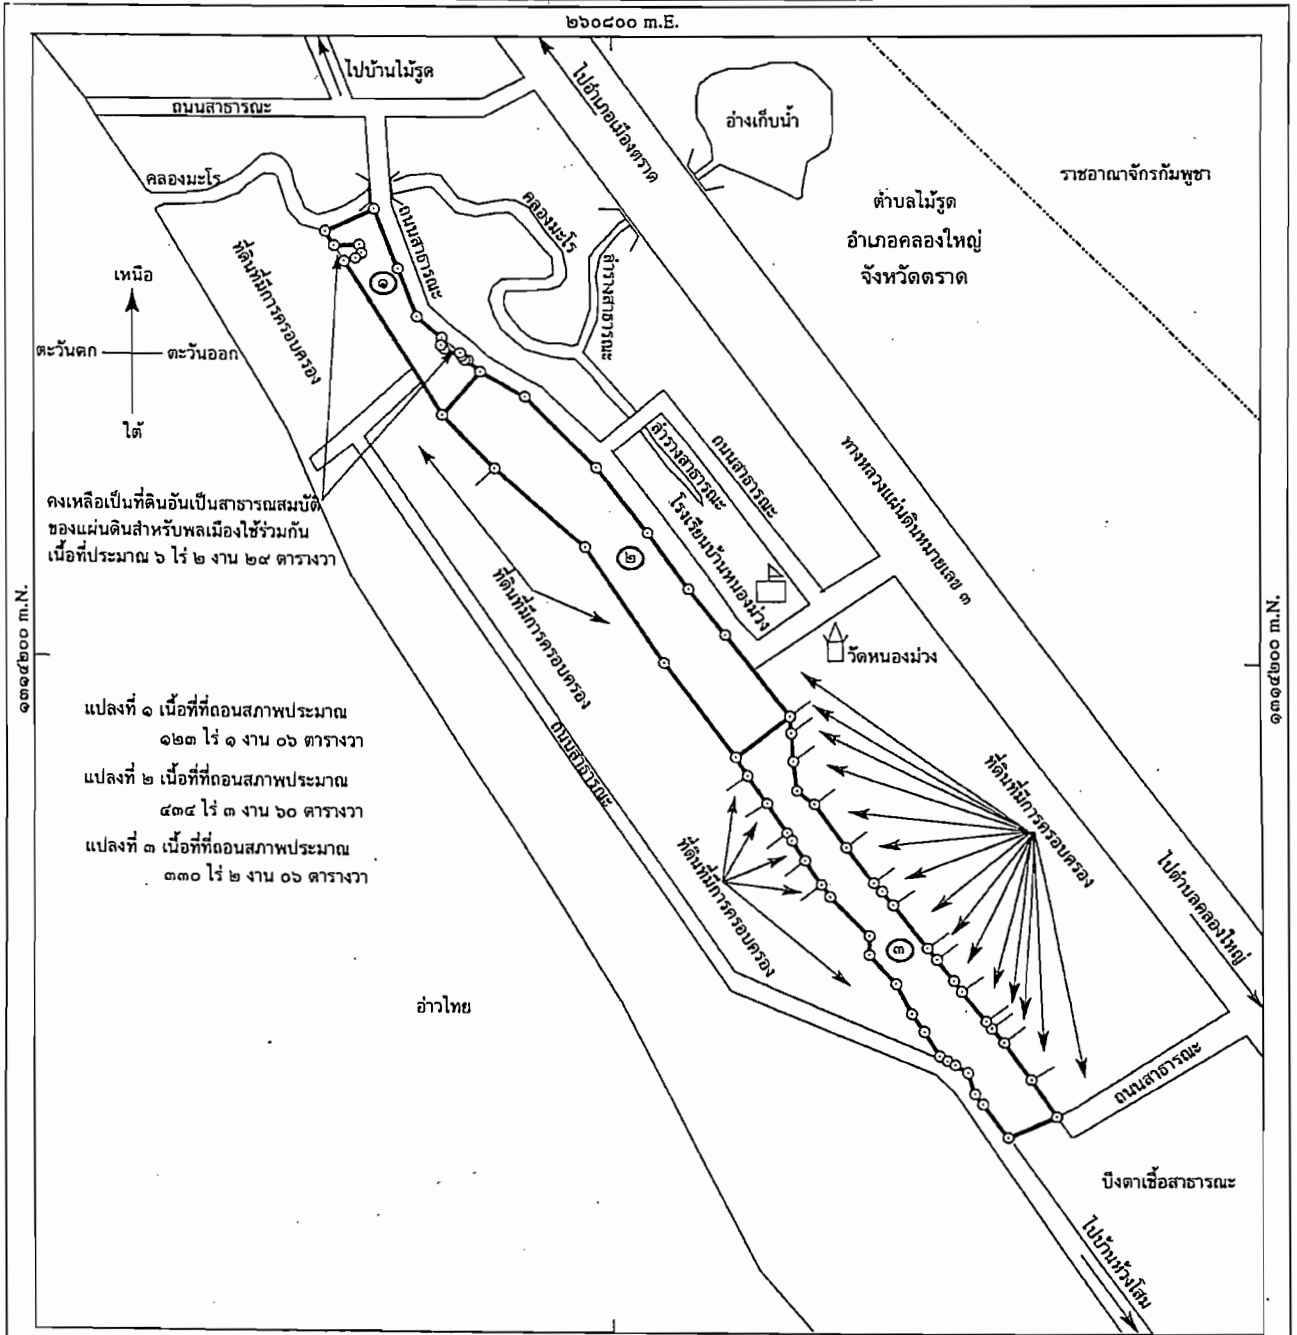 ๒๖๐๘๐๐ m.E.
ไปบ้านไม้รูด
ถนนสาธารณะ
ไปอำเภอเมืองตราด
อ่างเก็บน้ำ
ราชอาณาจักรกัมพูชา
คลองมะโร
ตำบลไม้รูด
อำเภอคลองใหญ่
จังหวัดตราด
ถนนสาธารณะ
คลองมะโร
ลำรางสาธารณะ
ที่ดินที่มีการครอบครอง
เหนือ
ตะวันตก
ตะวันออก
ใต้
๑
คงเหลือเป็นที่ดินอันเป็นสาธารณสมบัติ
ของแผ่นดินสำหรับพลเมืองใช้ร่วมกัน
เนื้อที่ประมาณ ๖ ไร่ ๒ งาน ๒๙ ตารางวา
ลำรางสาธารณะ
ถนนสาธารณะ
โรงเรียนบ้านหนองม่วง
ทางหลวงแผ่นดินหมายเลข ๓
๒
ที่ดินที่มีการครอบครอง
วัดหนองม่วง
๑๓๑๔๒๐๐ m.N.
๑๓๑๔๒๐๐ m.N.
แปลงที่ ๑ เนื้อที่ที่ถอนสภาพประมาณ
๑๒๓ ไร่ ๑ งาน ๐๖ ตารางวา
แปลงที่ ๒ เนื้อที่ที่ถอนสภาพประมาณ
๔๓๔ ไร่ ๓ งาน ๖๐ ตารางวา
แปลงที่ ๓ เนื้อที่ที่ถอนสภาพประมาณ
๓๓๐ ไร่ ๒ งาน ๐๖ ตารางวา
ถนนสาธารณะ
ที่ดินที่มีการครอบครอง
ที่ดินที่มีการครอบครอง
ไปตำบลคลองใหญ่
๓
อ่าวไทย
ถนนสาธารณะ
บึงตาเชื้อสาธารณะ
ไปบ้านห้วงโสม